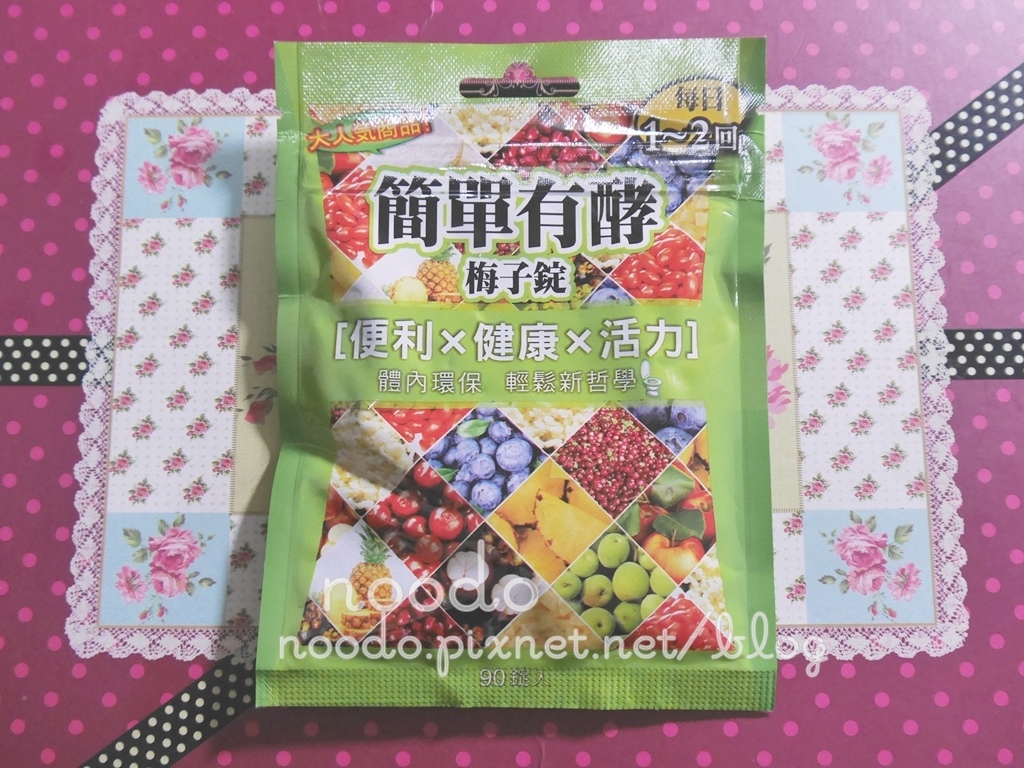 每日
1～2回
大人氣商品!
簡單有酵
梅子錠
[便利×健康×活力]
體內環保 輕鬆新哲學
noodo
noodo.pixnet.net/blog
90錠入